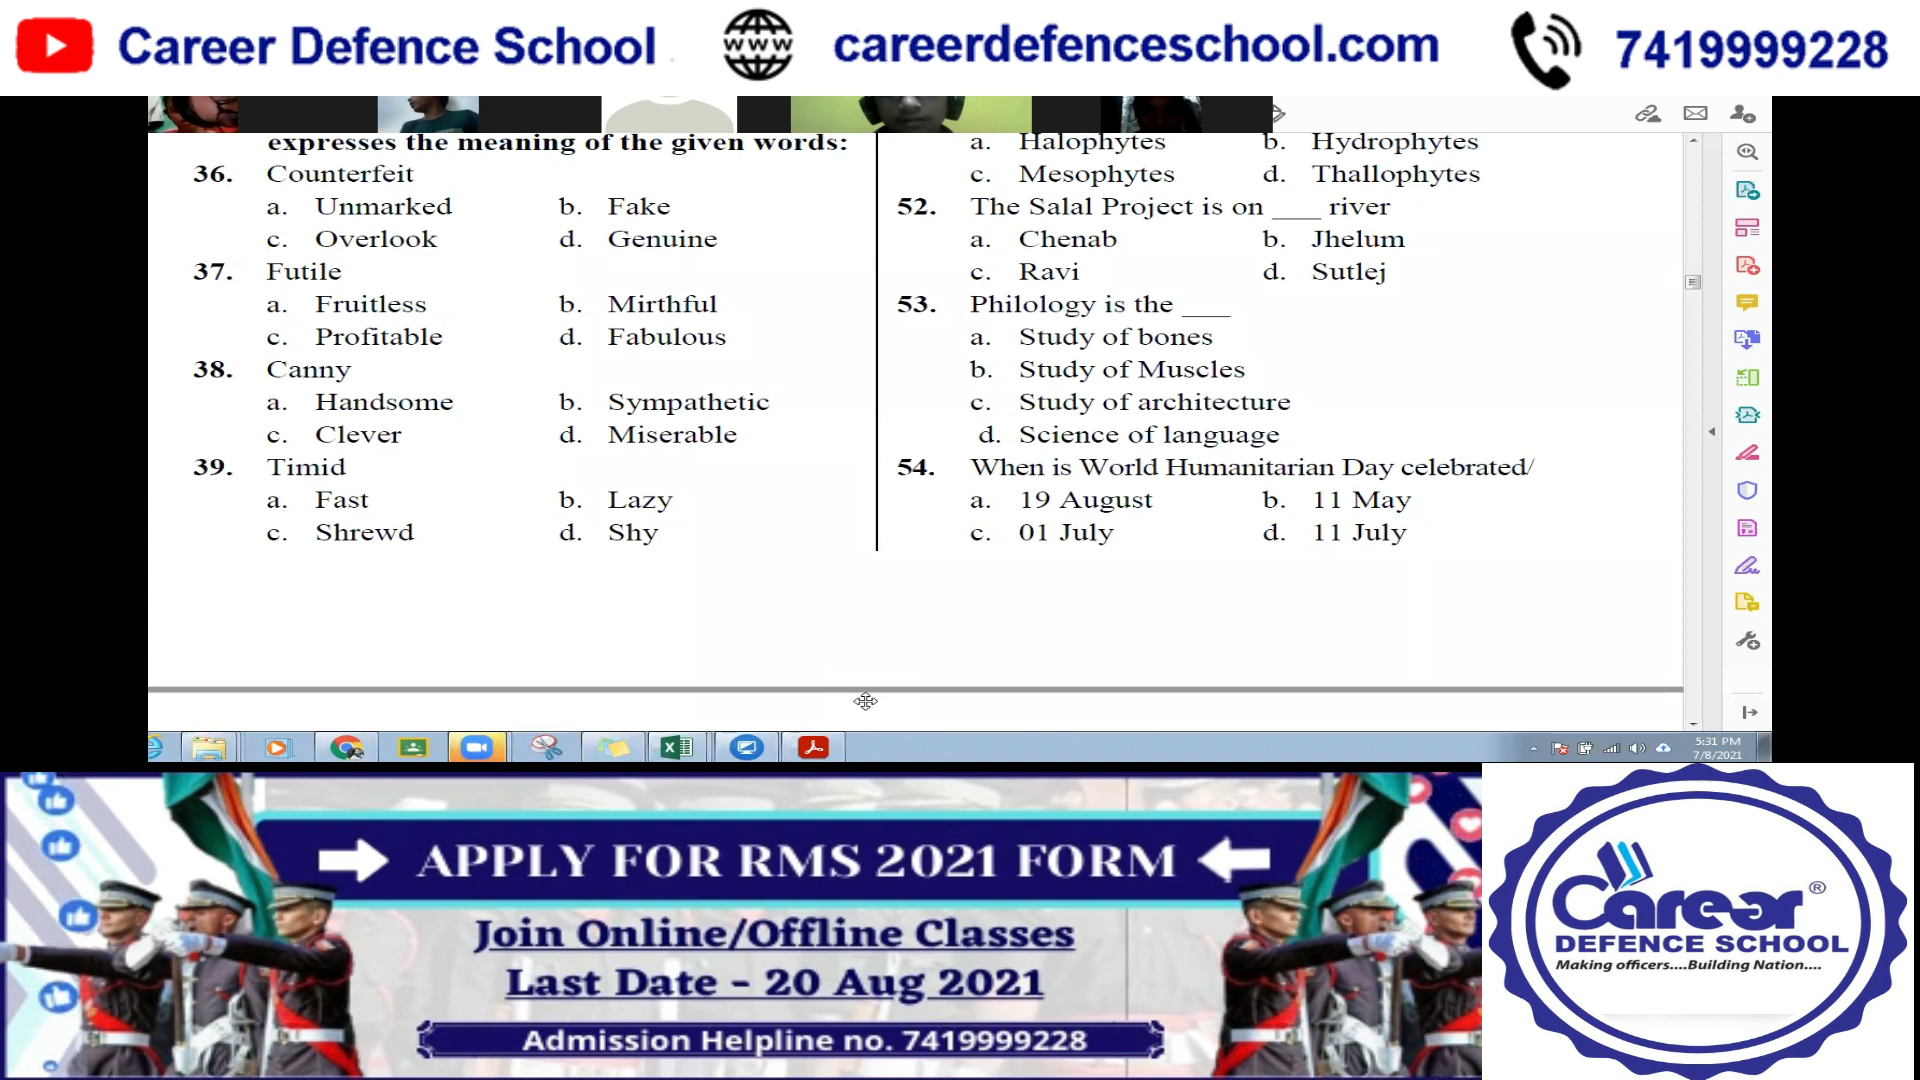 Career Defence School
WWW
careerdefenceschool.com
7419999228
expresses the meaning of the given words:
36. Counterfeit
a. Unmarked b. Fake
c. Overlook d. Genuine
37. Futile
a. Fruitless b. Mirthful
c. Profitable d. Fabulous
38. Canny
a. Handsome b. Sympathetic
c. Clever d. Miserable
39. Timid
a. Fast b. Lazy
c. Shrewd d. Shy
a. Halophytes b. Hydrophytes
c. Mesophytes d. Thallophytes
52. The Salal Project is on ____ river
a. Chenab b. Jhelum
c. Ravi d. Sutlej
53. Philology is the ____
a. Study of bones
b. Study of Muscles
c. Study of architecture
d. Science of language
54. When is World Humanitarian Day celebrated/
a. 19 August b. 11 May
c. 01 July d. 11 July
5:31 PM
7/8/2021
APPLY FOR RMS 2021 FORM
Join Online/Offline Classes
Last Date - 20 Aug 2021
Admission Helpline no. 7419999228
Career ®
DEFENCE SCHOOL
Making officers....Building Nation....